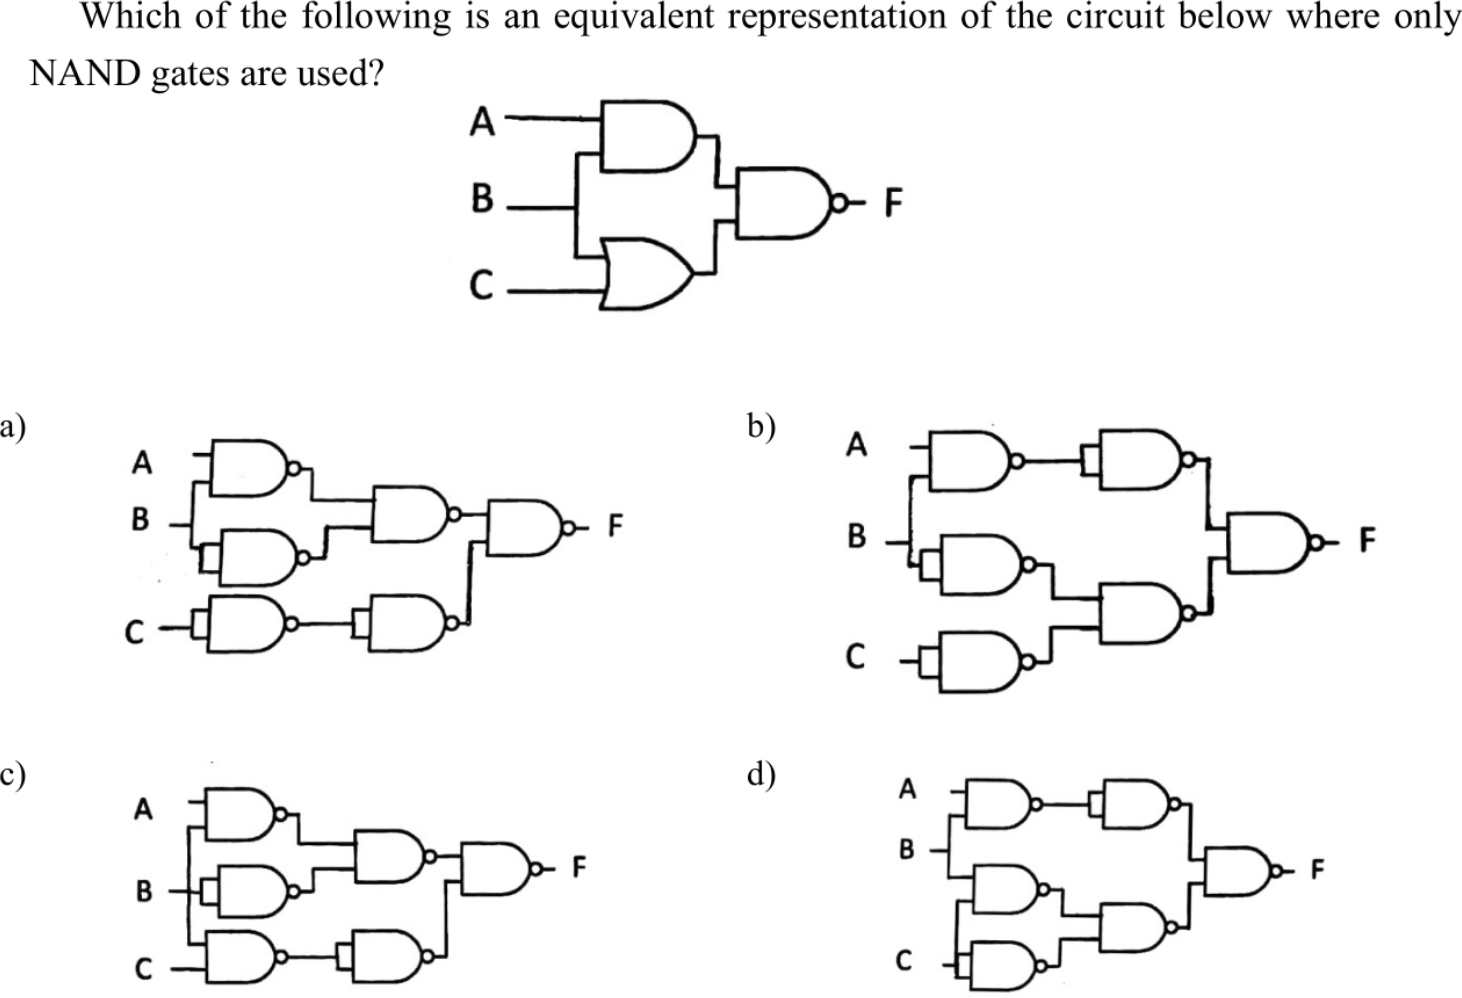 Which of the following is an equivalent representation of the circuit below where only
NAND gates are used?
A
B
F
C
a)
A
B
F
C
b)
A
B
F
C
c)
A
F
B
C
d)
A
B
F
C